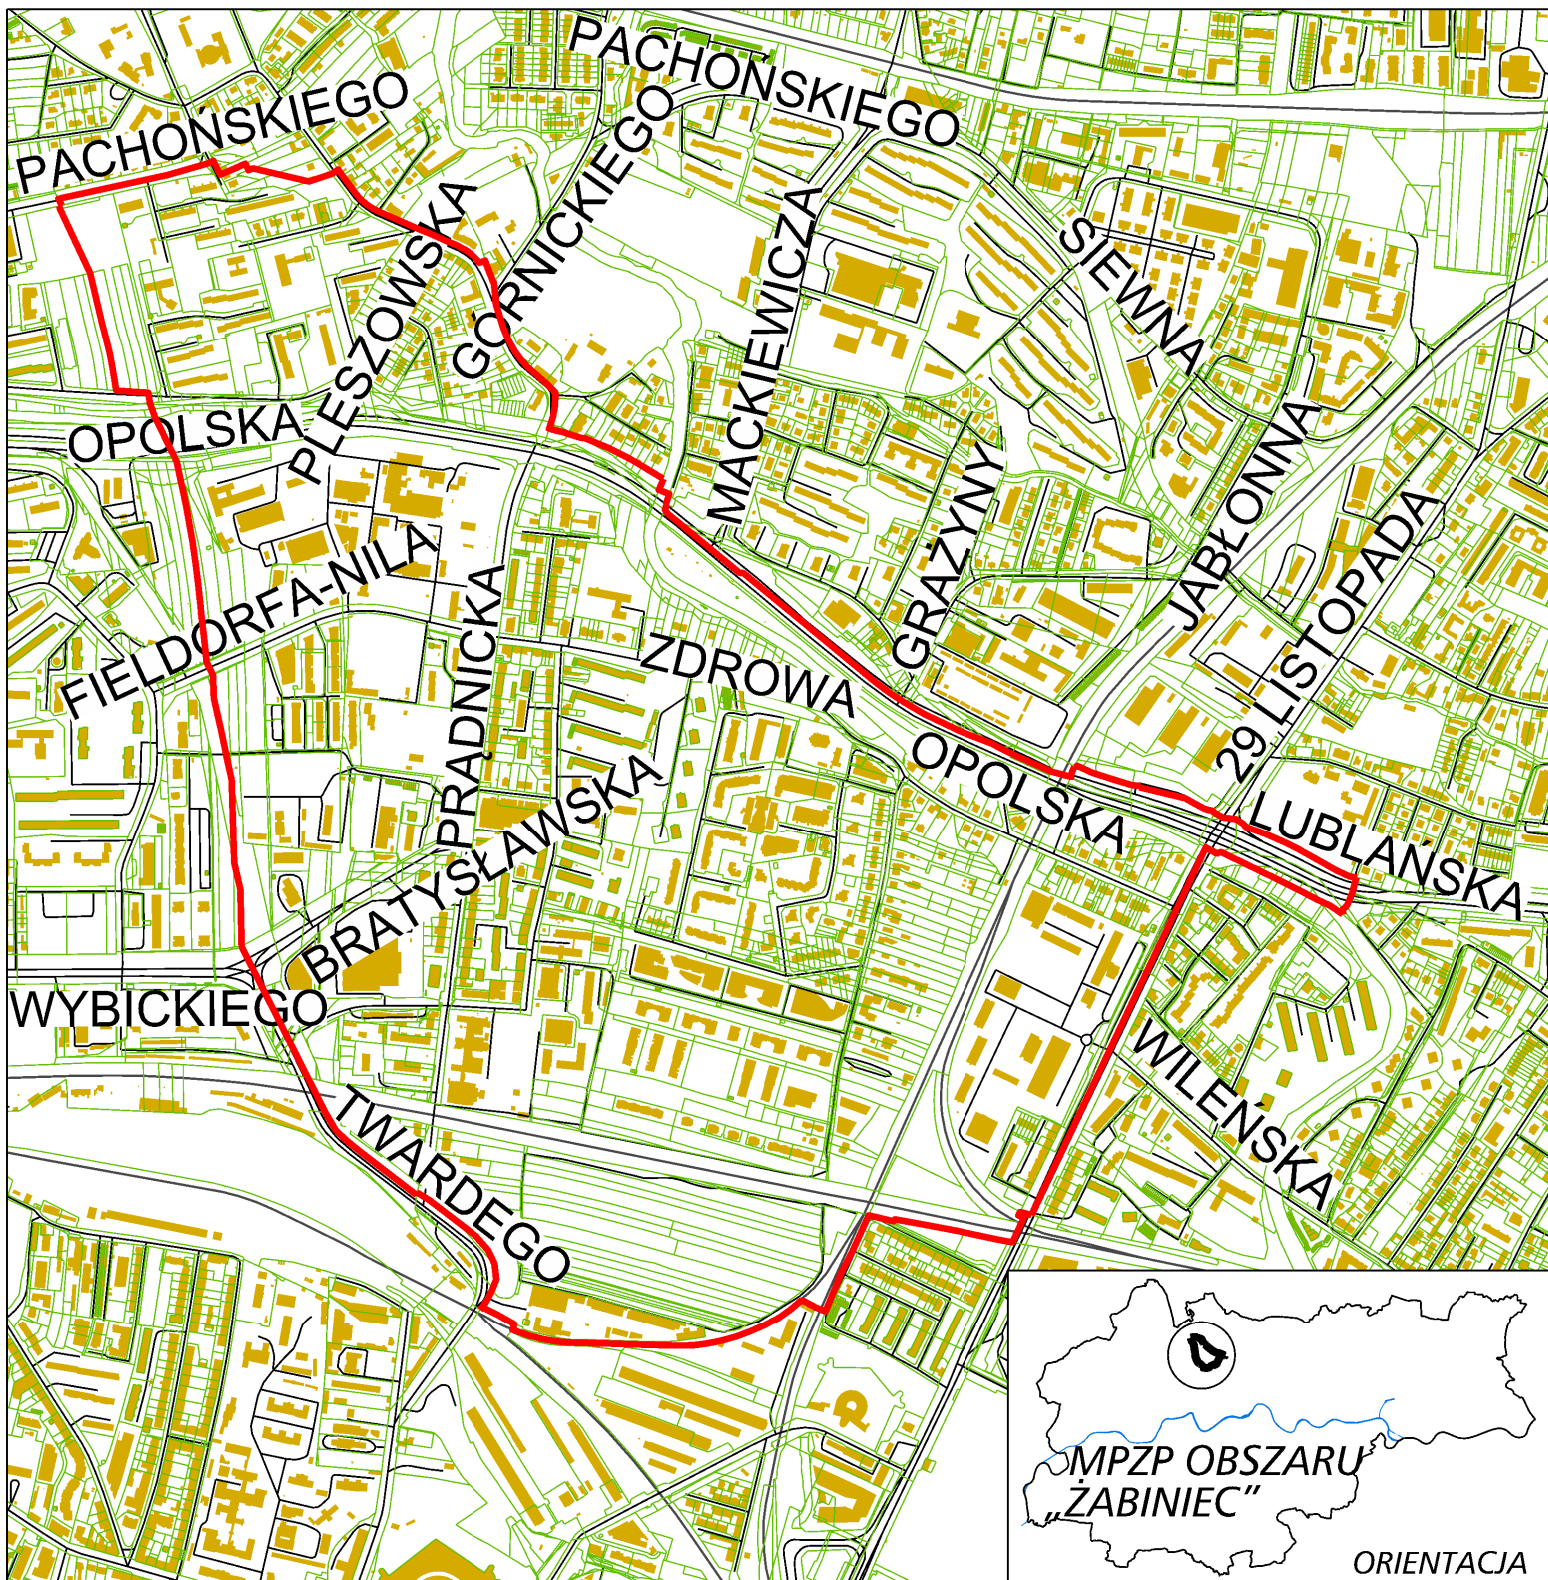 PACHOŃSKIEGO
PACHOŃSKIEGO
GÓRNICKIEGO
PLESZOWSKA
MACKIEWICZA
SIEWNA
OPOLSKA
JABŁONNA
GRAŻYNY
29 LISTOPADA
FIELDORFA-NILA
PRĄDNICKA
ZDROWA
OPOLSKA
LUBLAŃSKA
BRATYSŁAWSKA
WYBICKIEGO
WILEŃSKA
TWARDEGO
MPZP OBSZARU
„ŻABINIEC”
ORIENTACJA